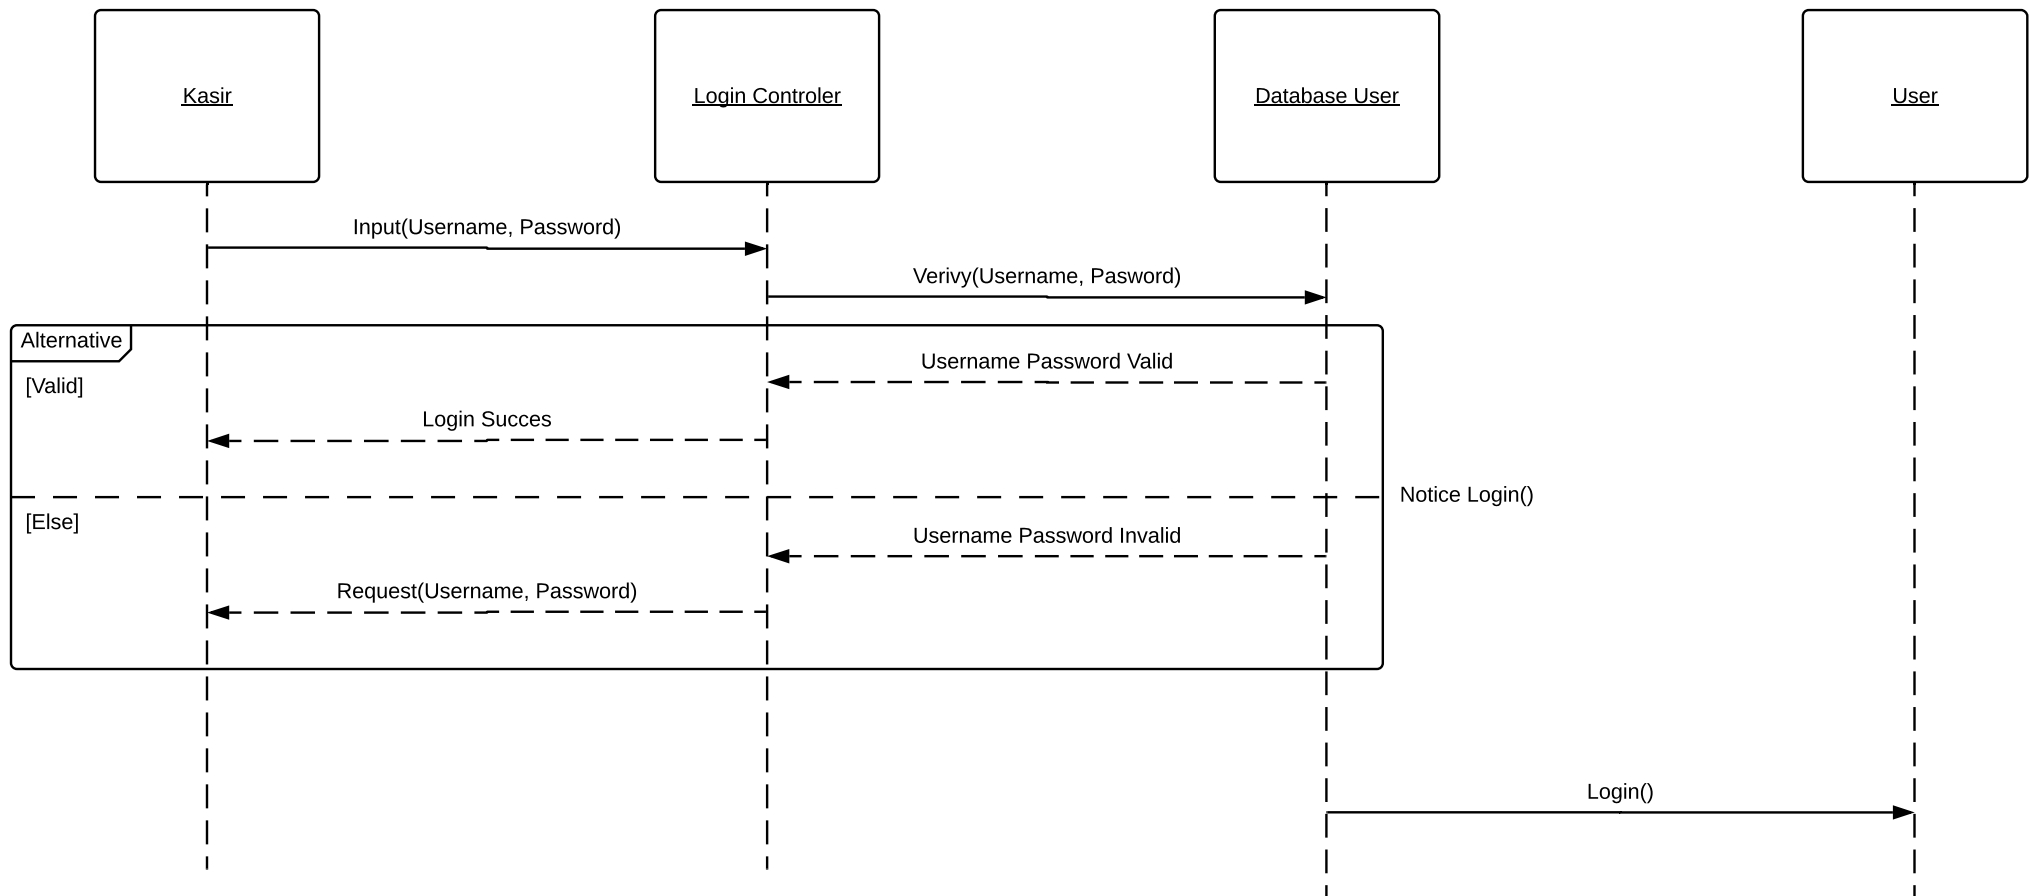 Kasir
Login Controler
Database User
User
Input(Username, Password)
Verivy(Username, Pasword)
Alternative
Username Password Valid
[Valid]
Login Succes
Notice Login()
[Else]
Username Password Invalid
Request(Username, Password)
Login()